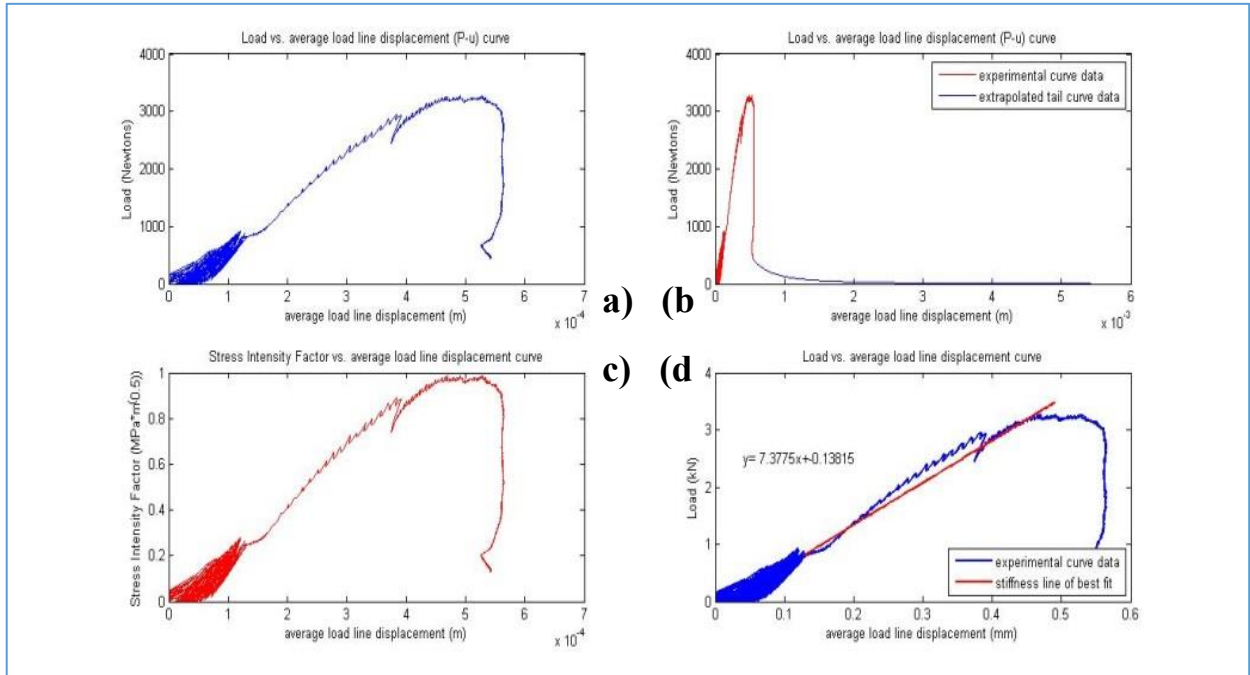 Load vs. average load line displacement (P-u) curve
4000
3000
2000
1000
0
Load (Newtons)
0 1 2 3 4 5 6 7
x 10⁻⁴
average load line displacement (m)
a)
Load vs. average load line displacement (P-u) curve
experimental curve data
extrapolated tail curve data
4000
3000
2000
1000
0
Load (Newtons)
0 1 2 3 4 5 6
x 10⁻³
average load line displacement (m)
(b
Stress Intensity Factor vs. average load line displacement curve
1
0.8
0.6
0.4
0.2
0
Stress Intensity Factor (MPa*m(^0.5))
0 1 2 3 4 5 6 7
x 10⁻⁴
average load line displacement (m)
c)
Load vs. average load line displacement curve
y= 7.3775x+-0.13815
4
3
2
1
0
Load (kN)
0 0.1 0.2 0.3 0.4 0.5 0.6
average load line displacement (mm)
experimental curve data
stiffness line of best fit
(d